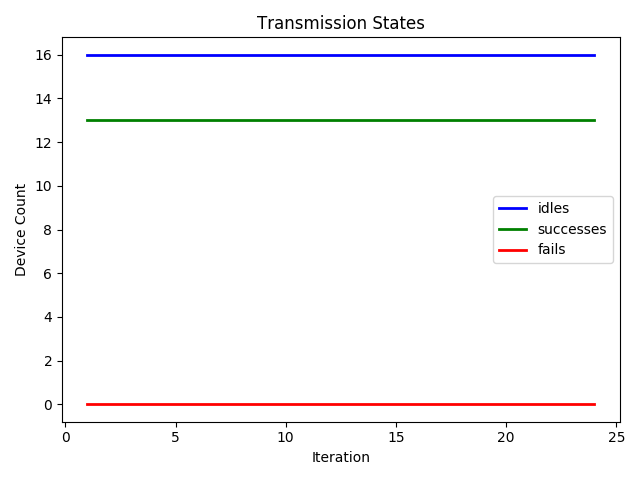 Transmission States
Device Count
16
14
12
10
8
6
4
2
0
idles
successes
fails
0 5 10 15 20 25
Iteration